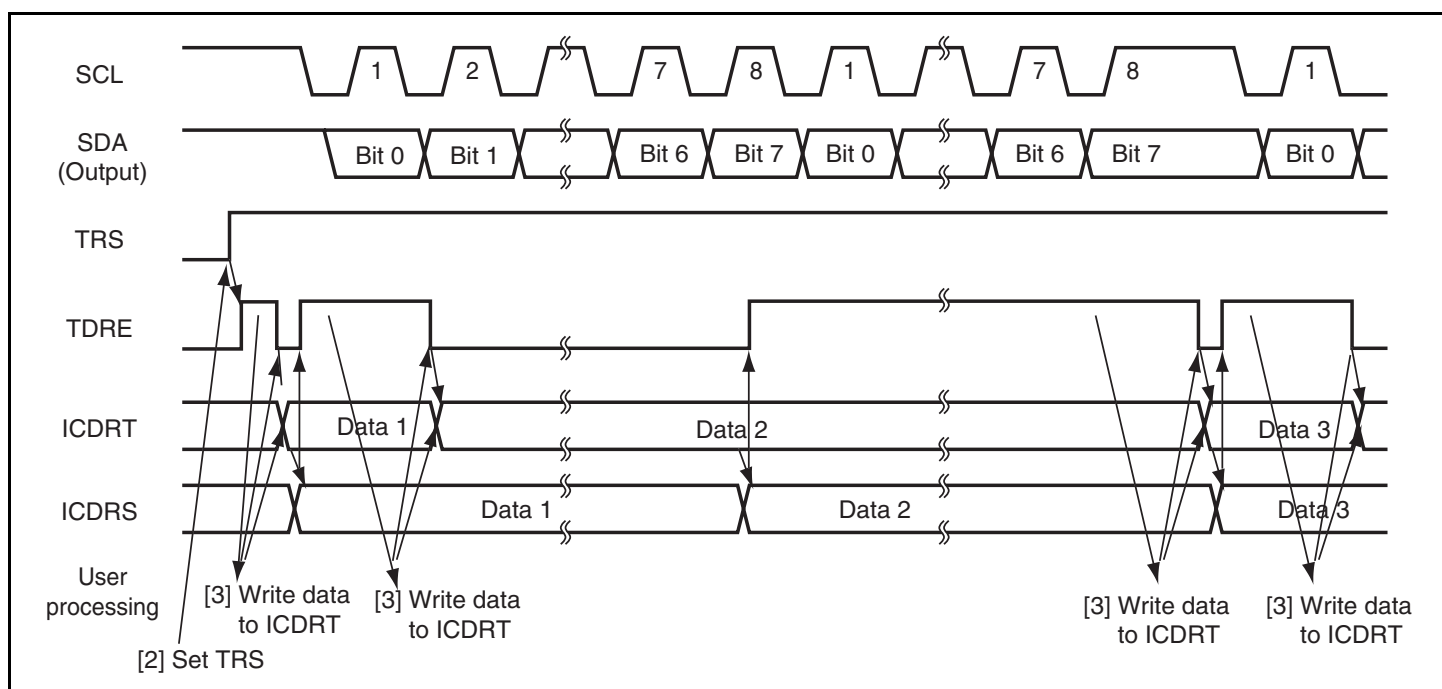 SCL 1 2 7 8 1 7 8 1
SDA
(Output)
Bit 0 Bit 1 Bit 6 Bit 7 Bit 0 Bit 6 Bit 7 Bit 0
TRS
TDRE
ICDRT Data 1 Data 2 Data 3
ICDRS Data 1 Data 2 Data 3
User
processing
[3] Write data
to ICDRT
[3] Write data
to ICDRT
[3] Write data
to ICDRT
[3] Write data
to ICDRT
[2] Set TRS